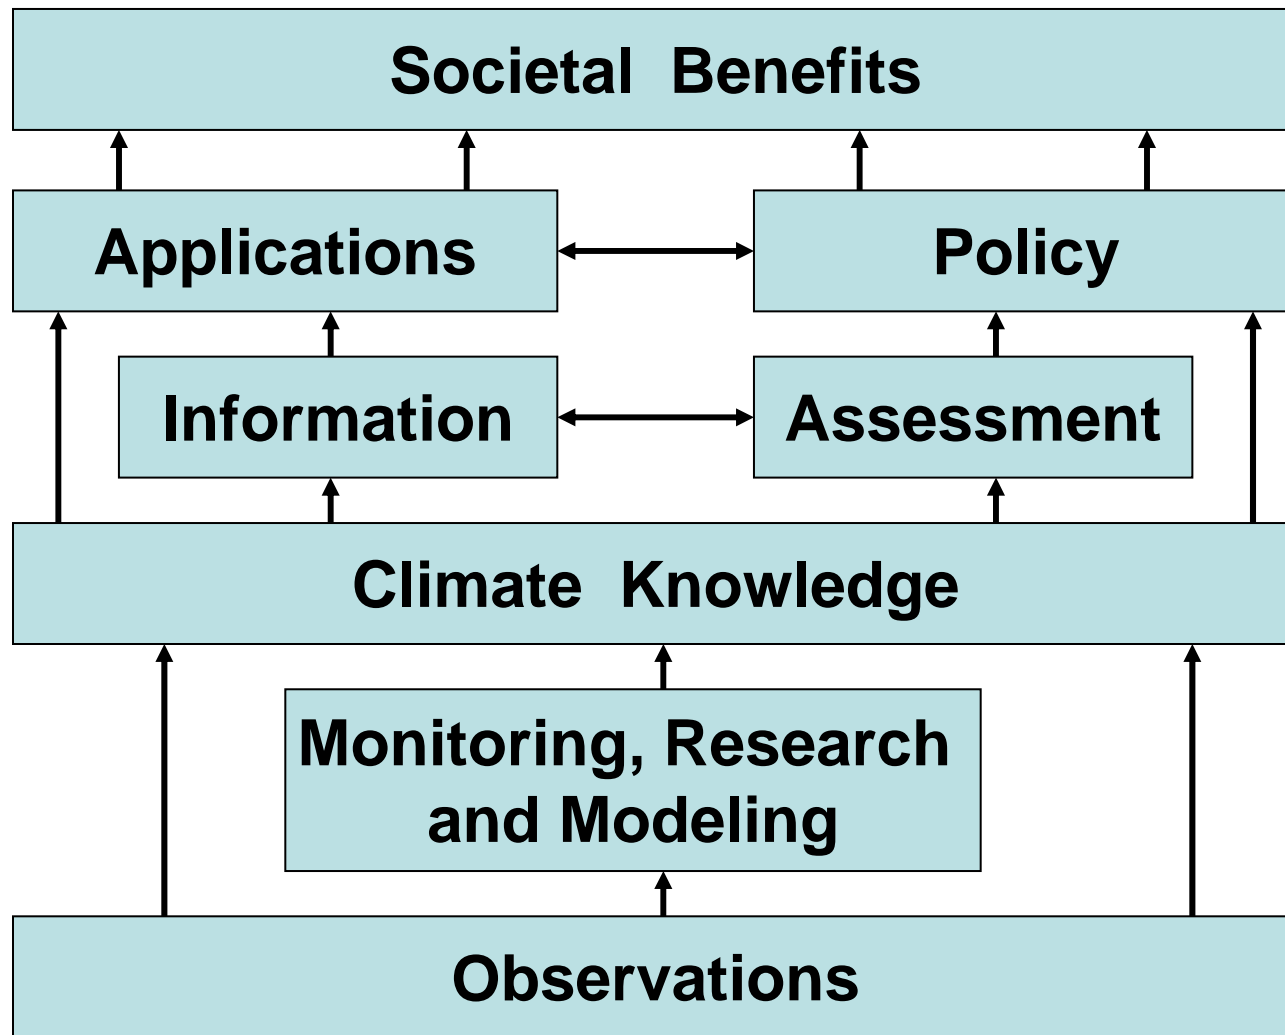 Societal Benefits
Applications
Policy
Information
Assessment
Climate Knowledge
Monitoring, Research
and Modeling
Observations